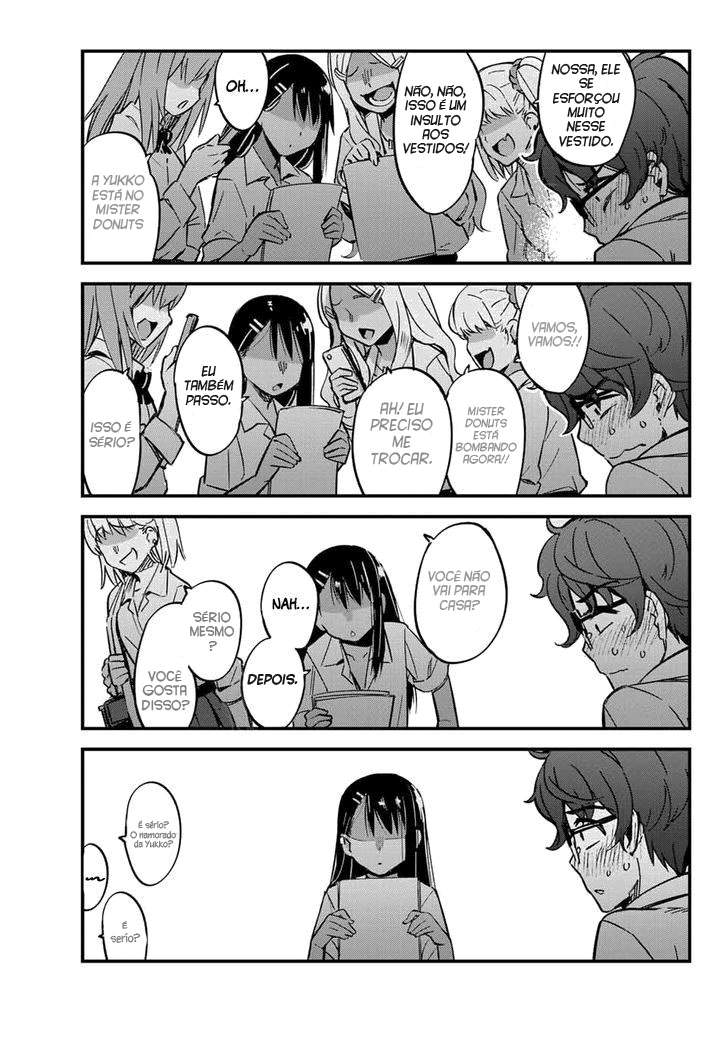 NOSSA, ELE
SE
ESFORÇOU
MUITO
NESSE
VESTIDO.
NÃO, NÃO,
ISSO É UM
INSULTO
AOS
VESTIDOS!
OH...
A YUKKO
ESTÁ NO
MISTER
DONUTS
VAMOS,
VAMOS!!
MISTER
DONUTS
ESTÁ
BOMBANDO
AGORA!!
AH! EU
PRECISO
ME
TROCAR.
EU
TAMBÉM
PASSO.
ISSO É
SÉRIO?
VOCÊ NÃO
VAI PARA
CASA?
NAH...
DEPOIS.
SÉRIO
MESMO
?
VOCÊ
GOSTA
DISSO?
É sério?
O namorado
da Yukko?
É
serio?